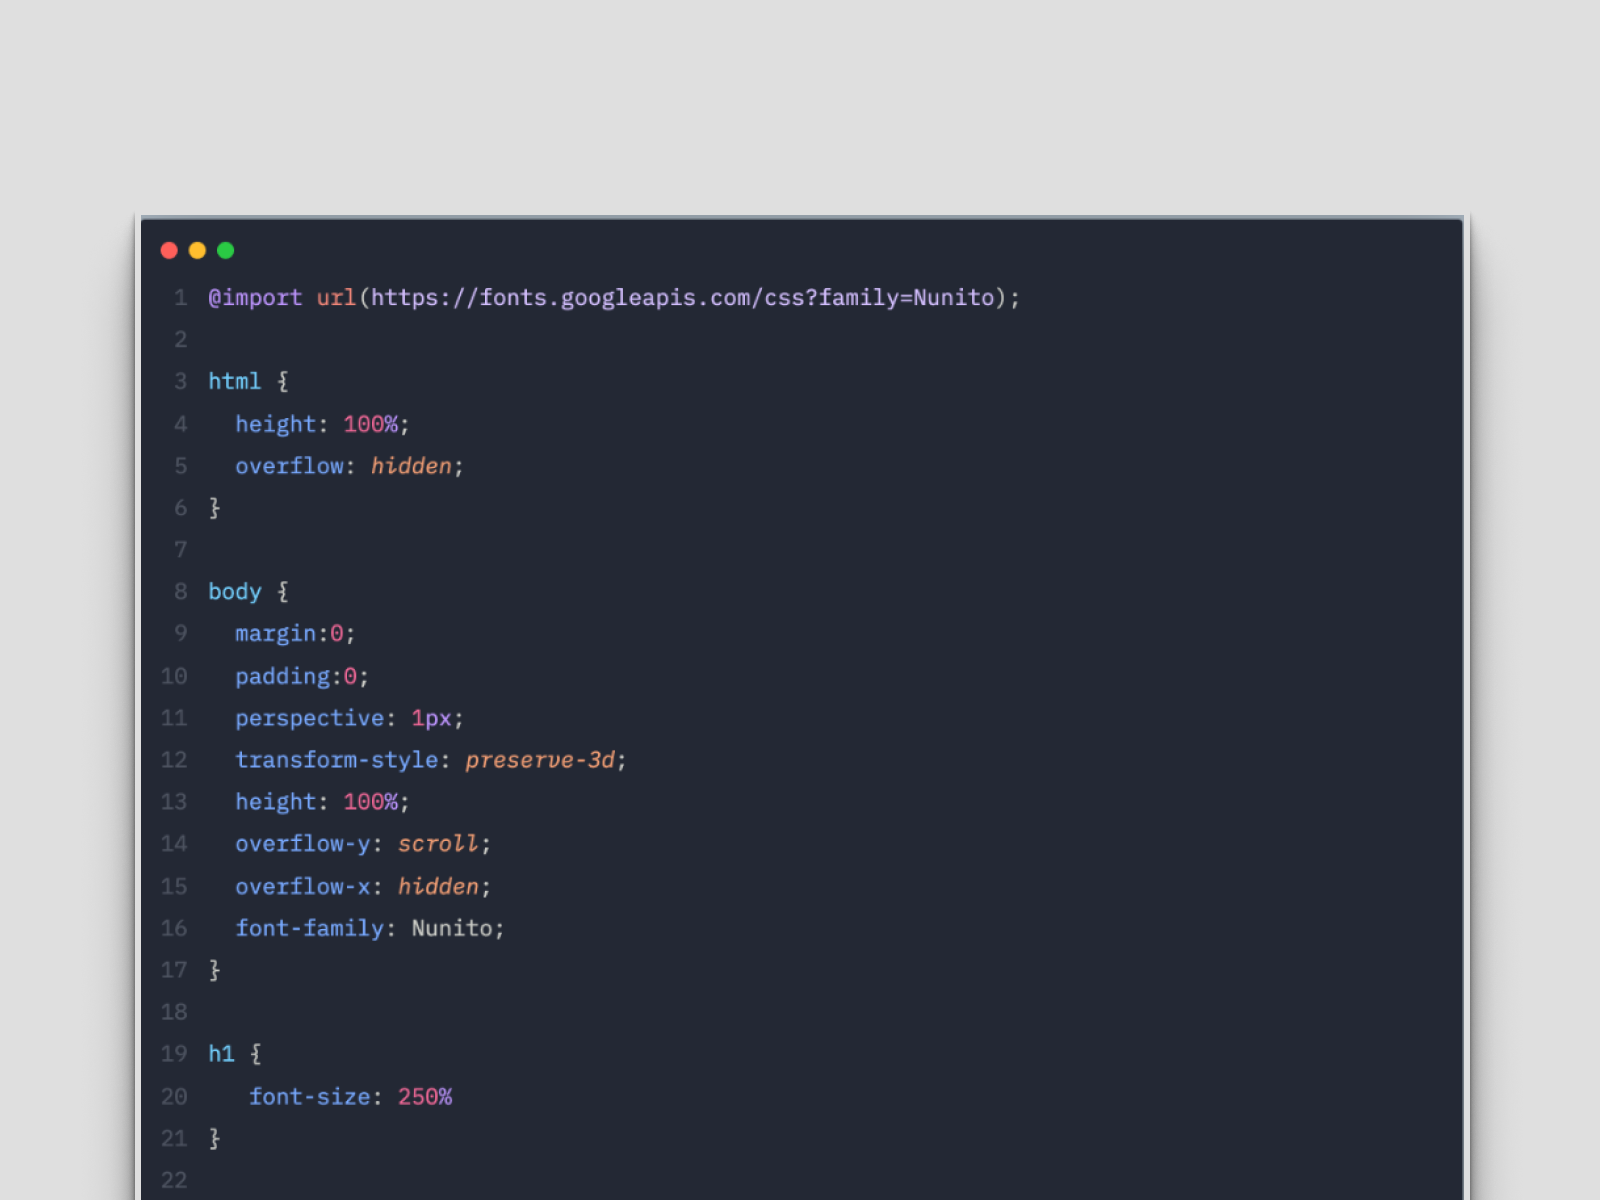 1 @import url(https://fonts.googleapis.com/css?family=Nunito);
2
3 html {
4   height: 100%;
5   overflow: hidden;
6 }
7
8 body {
9   margin:0;
10   padding:0;
11   perspective: 1px;
12   transform-style: preserve-3d;
13   height: 100%;
14   overflow-y: scroll;
15   overflow-x: hidden;
16   font-family: Nunito;
17 }
18
19 h1 {
20    font-size: 250%
21 }
22